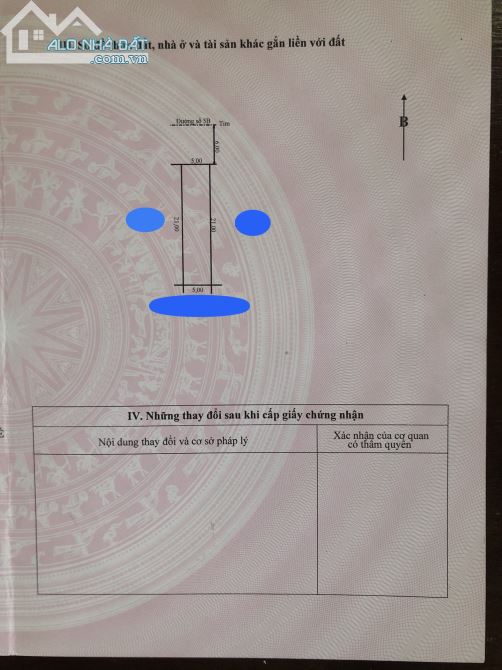 ALO NHÀ ĐẤT
.com.vn
đất, nhà ở và tài sản khác gắn liền với đất
B
Đường số 5B Tim
6,00
5,00
21,00 21,00
5,00
IV. Những thay đổi sau khi cấp giấy chứng nhận
Nội dung thay đổi và cơ sở pháp lý
Xác nhận của cơ quan
có thẩm quyền